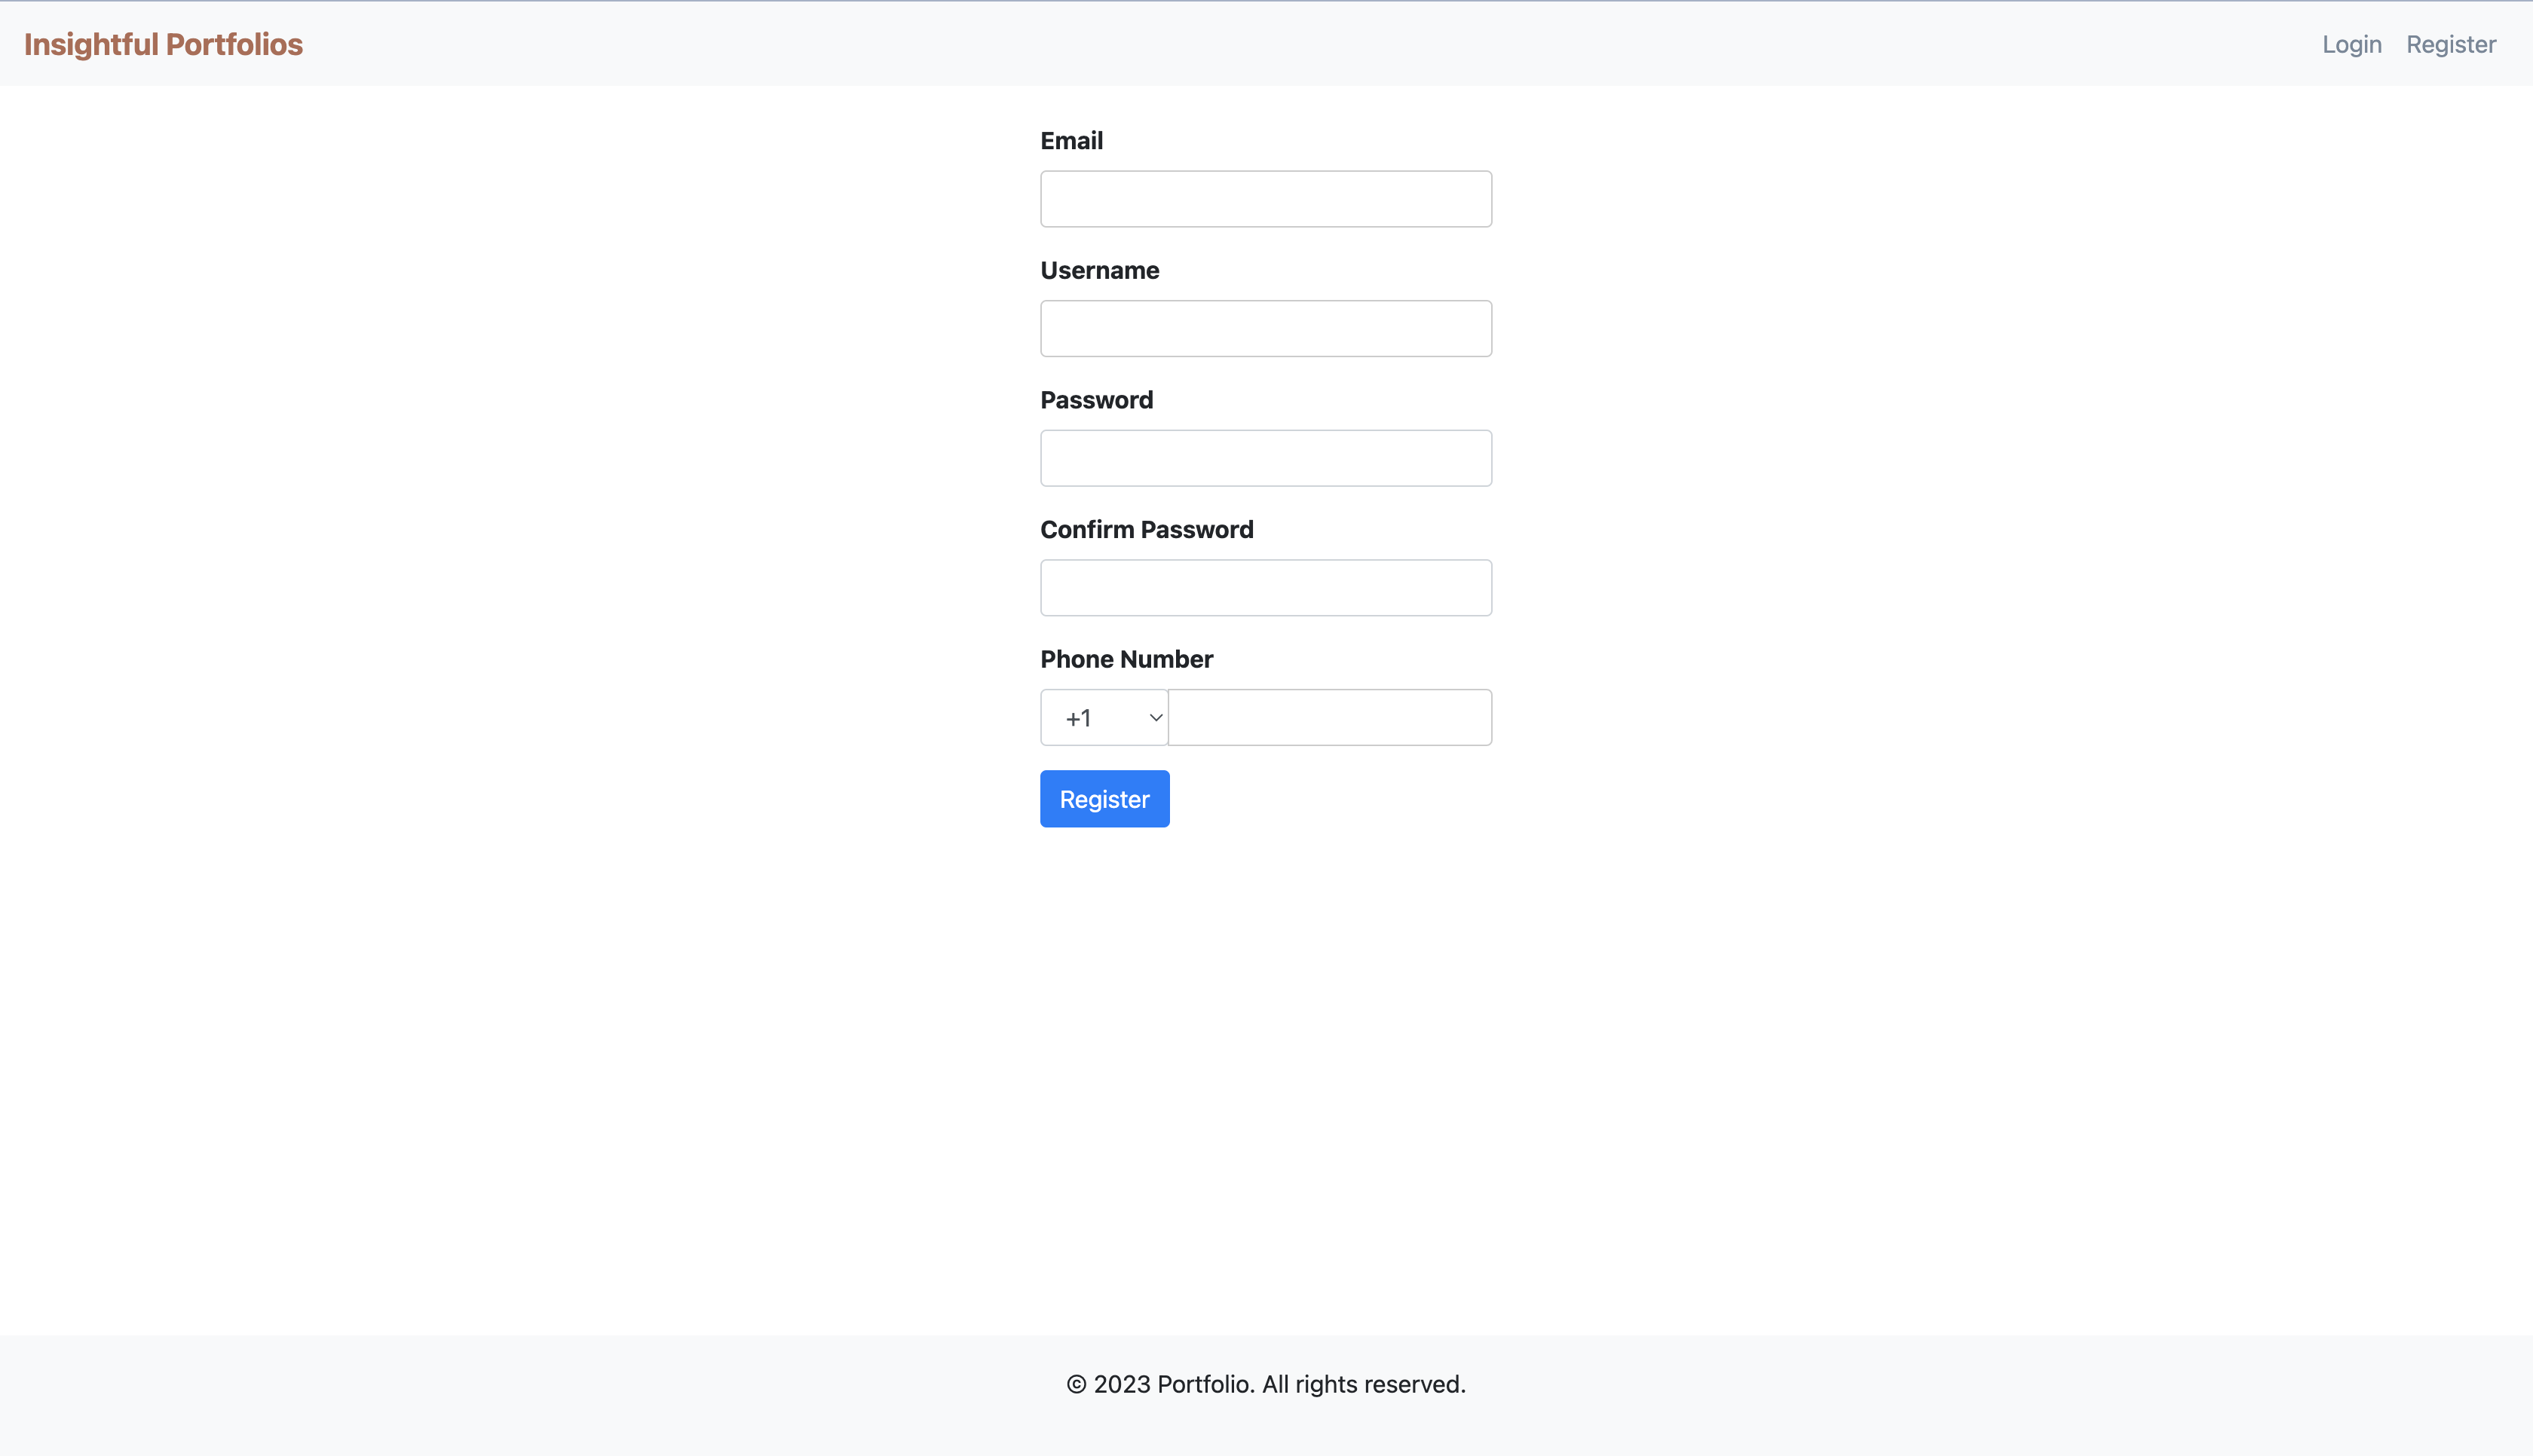 Insightful Portfolios
Login Register
Email
Username
Password
Confirm Password
Phone Number
+1
Register
© 2023 Portfolio. All rights reserved.